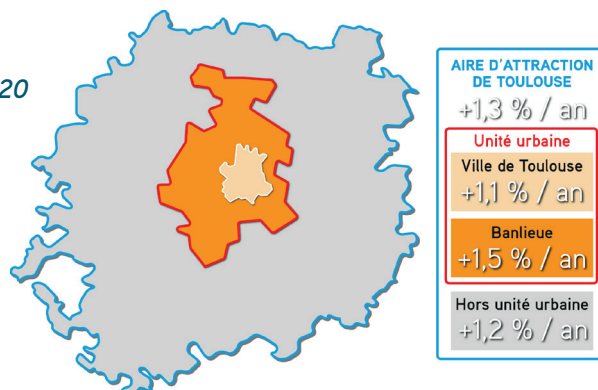 20
AIRE D'ATTRACTION
DE TOULOUSE
+1,3 % / an
Unité urbaine
Ville de Toulouse
+1,1 % / an
Banlieue
+1,5 % / an
Hors unité urbaine
+1,2 % / an